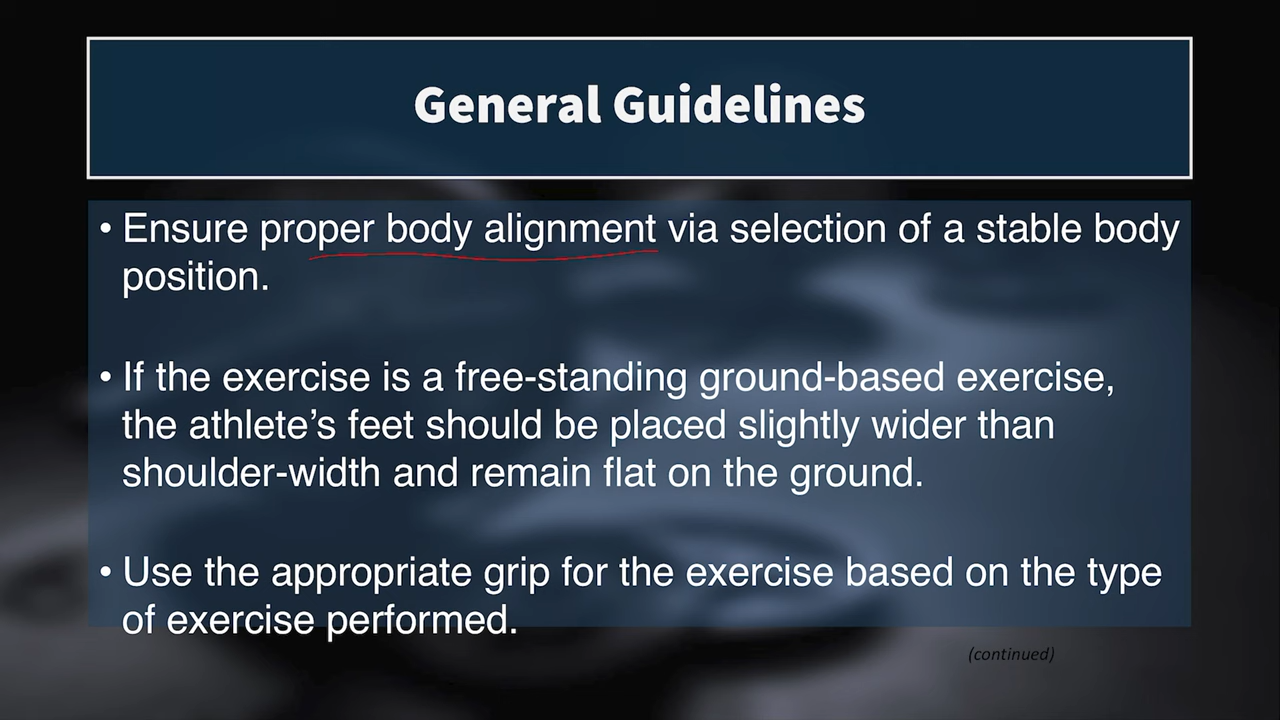 General Guidelines
• Ensure proper body alignment via selection of a stable body
position.
• If the exercise is a free-standing ground-based exercise,
the athlete’s feet should be placed slightly wider than
shoulder-width and remain flat on the ground.
• Use the appropriate grip for the exercise based on the type
of exercise performed.
(continued)